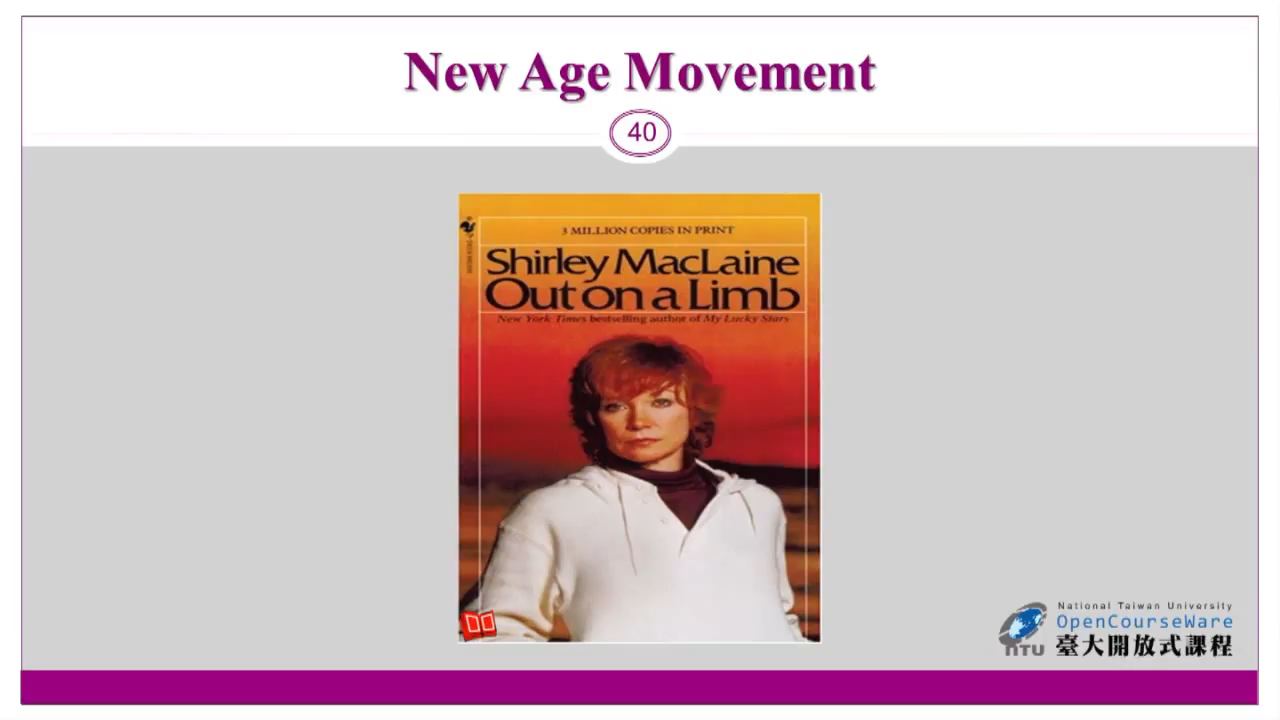 New Age Movement
40
3 MILLION COPIES IN PRINT
Shirley MacLaine
Out on a Limb
New York Times bestselling author of My Lucky Stars
National Taiwan University
OpenCourseWare
NTU 臺大開放式課程